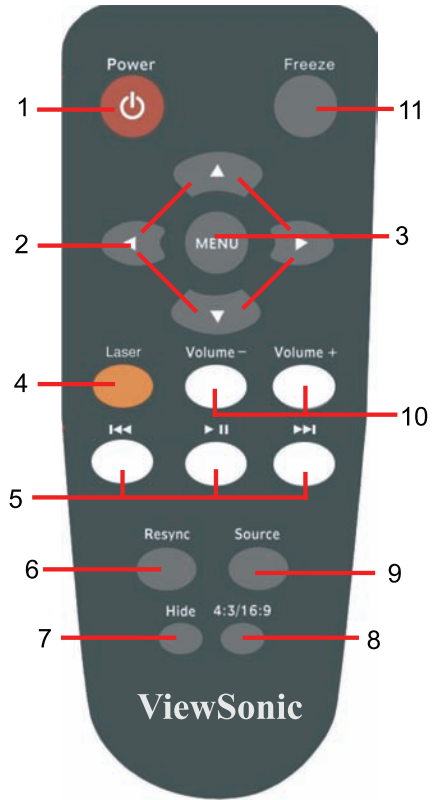 Power Freeze
1 11
2 MENU 3
Laser Volume - Volume +
4
10
5
Resync Source
6 9
Hide 4:3/16:9
7 8
ViewSonic